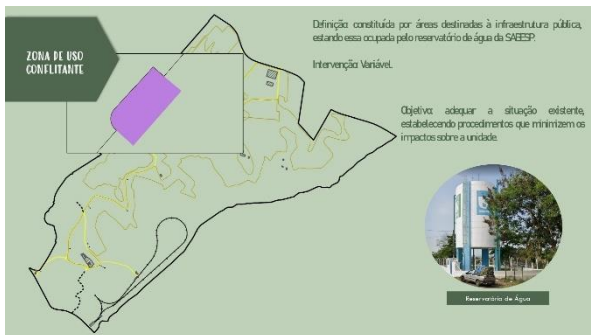 ZONA DE USO
CONFLITANTE
Definição: constituída por áreas destinadas à infraestrutura pública,
estando essa ocupada pelo reservatório de água da SABESP.
Intervenção: Variável.
Objetivo: adequar a situação existente,
estabelecendo procedimentos que minimizem os
impactos sobre a unidade.
Reservatório de Água